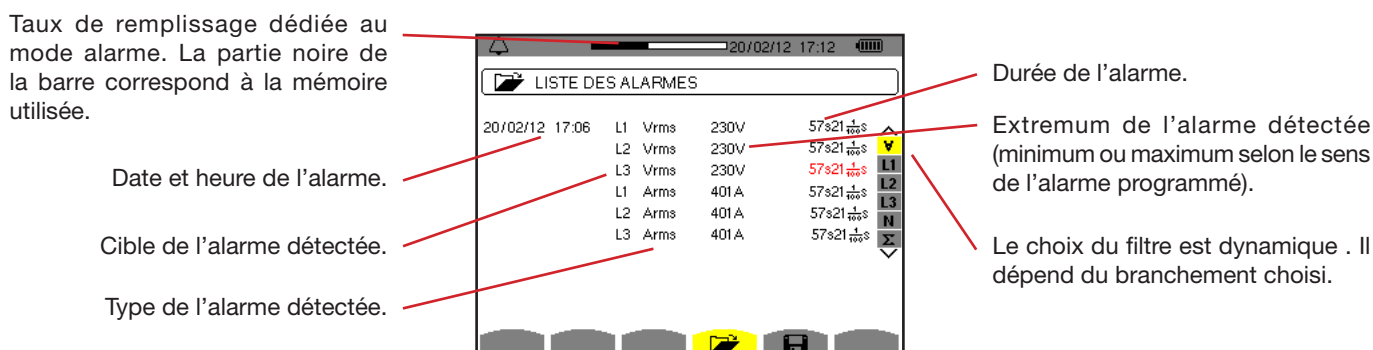 Taux de remplissage dédiée au
mode alarme. La partie noire de
la barre correspond à la mémoire
utilisée.
Date et heure de l’alarme.
Cible de l’alarme détectée.
Type de l’alarme détectée.
20/02/12 17:12
LISTE DES ALARMES
20/02/12 17:06 L1 Vrms 230V 57s21 1/100 s
L2 Vrms 230V 57s21 1/100 s
L3 Vrms 230V 57s21 1/100 s
L1 Arms 401A 57s21 1/100 s
L2 Arms 401A 57s21 1/100 s
L3 Arms 401A 57s21 1/100 s
∀
L1
L2
L3
N
Σ
Durée de l’alarme.
Extremum de l’alarme détectée
(minimum ou maximum selon le sens
de l’alarme programmé).
Le choix du filtre est dynamique . Il
dépend du branchement choisi.